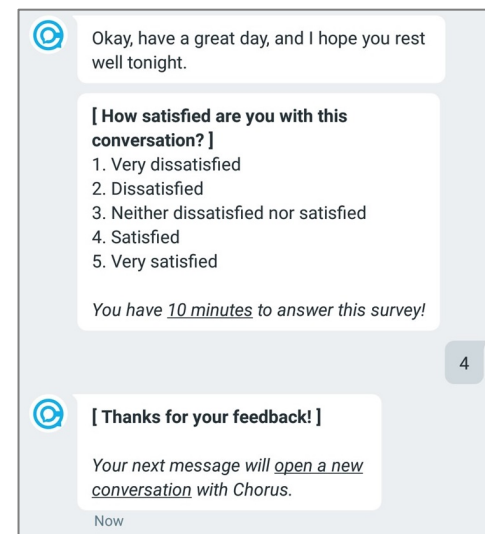 Okay, have a great day, and I hope you rest
well tonight.
[ How satisfied are you with this
conversation? ]
1. Very dissatisfied
2. Dissatisfied
3. Neither dissatisfied nor satisfied
4. Satisfied
5. Very satisfied
You have 10 minutes to answer this survey!
4
[ Thanks for your feedback! ]
Your next message will open a new
conversation with Chorus.
Now